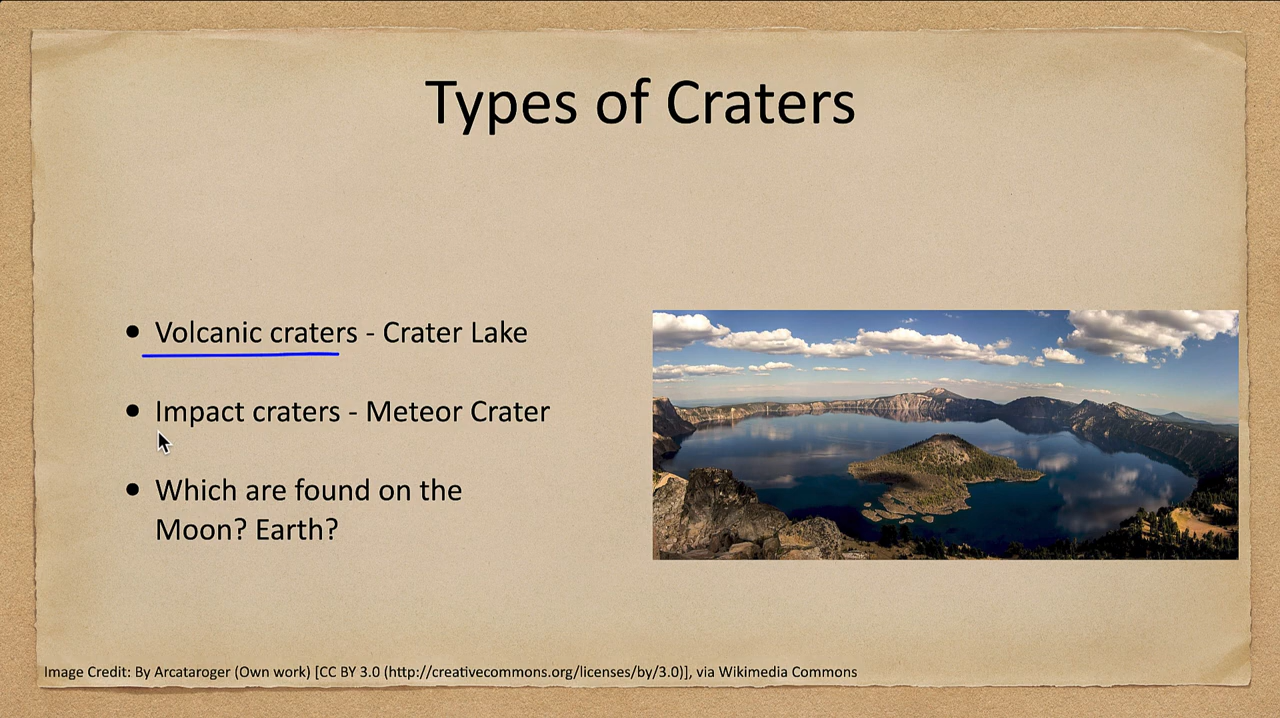 Types of Craters
• Volcanic craters - Crater Lake
• Impact craters - Meteor Crater
• Which are found on the
Moon? Earth?
Image Credit: By Arcataroger (Own work) [CC BY 3.0 (http://creativecommons.org/licenses/by/3.0)], via Wikimedia Commons